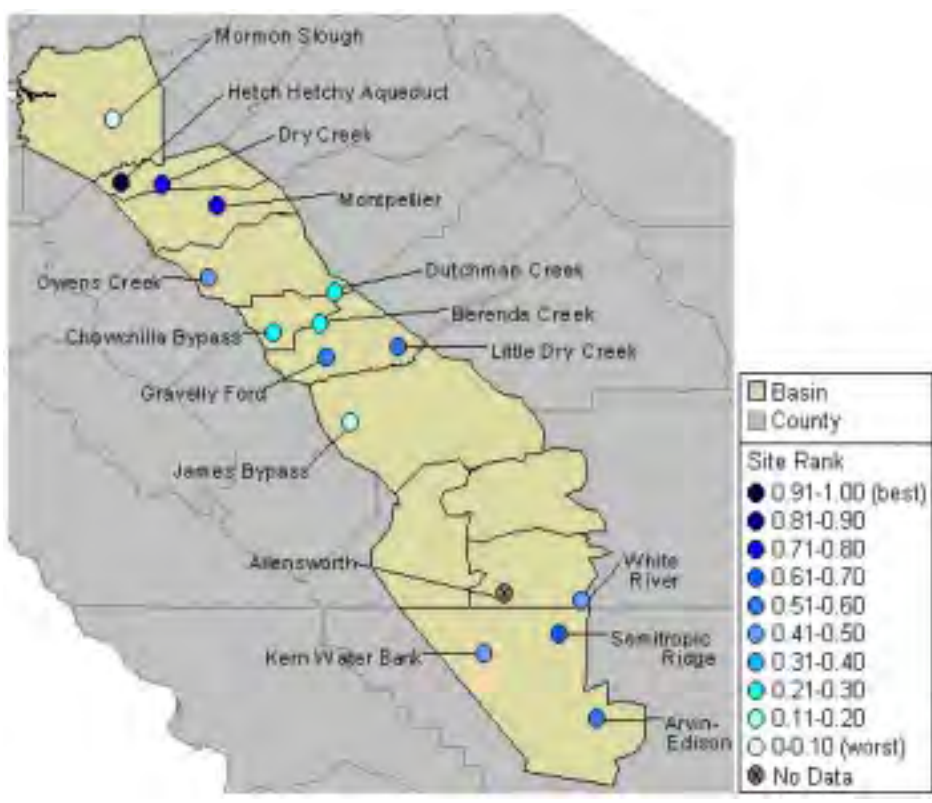 Mormon Slough
Hetch Hetchy Aqueduct
Dry Creek
Montpellier
Owens Creek
Dutchman Creek
Berenda Creek
Chowchilla Bypass
Little Dry Creek
Gravelly Ford
James Bypass
Allensworth
White
River
Semitropic
Ridge
Kern Water Bank
Arvin-
Edison
Basin
County
Site Rank
0.91-1.00 (best)
0.81-0.90
0.71-0.80
0.61-0.70
0.51-0.60
0.41-0.50
0.31-0.40
0.21-0.30
0.11-0.20
0-0.10 (worst)
No Data